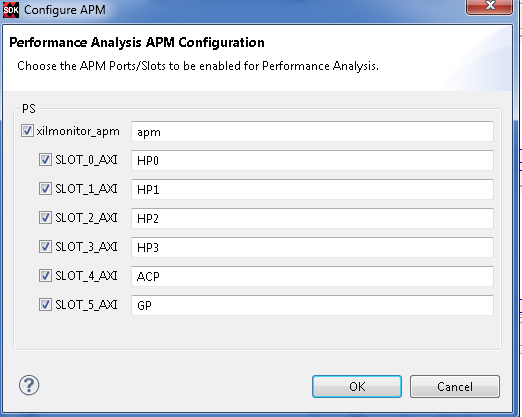 SDK Configure APM
Performance Analysis APM Configuration
Choose the APM Ports/Slots to be enabled for Performance Analysis.
PS
xilmonitor_apm apm
SLOT_0_AXI HP0
SLOT_1_AXI HP1
SLOT_2_AXI HP2
SLOT_3_AXI HP3
SLOT_4_AXI ACP
SLOT_5_AXI GP
? OK Cancel